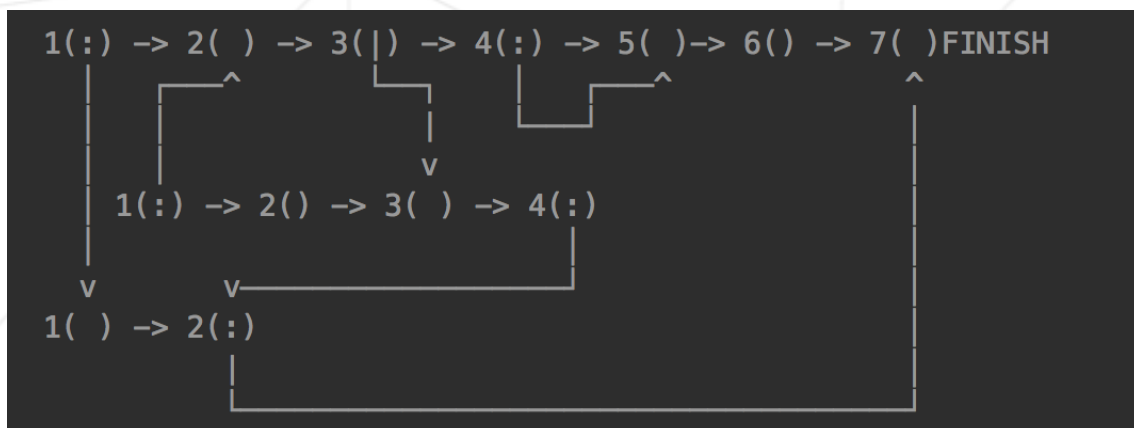 1(:) -> 2( ) -> 3(|) -> 4(:) -> 5( )-> 6() -> 7( )FINISH
1(:) -> 2() -> 3( ) -> 4(:)
1( ) -> 2(:)